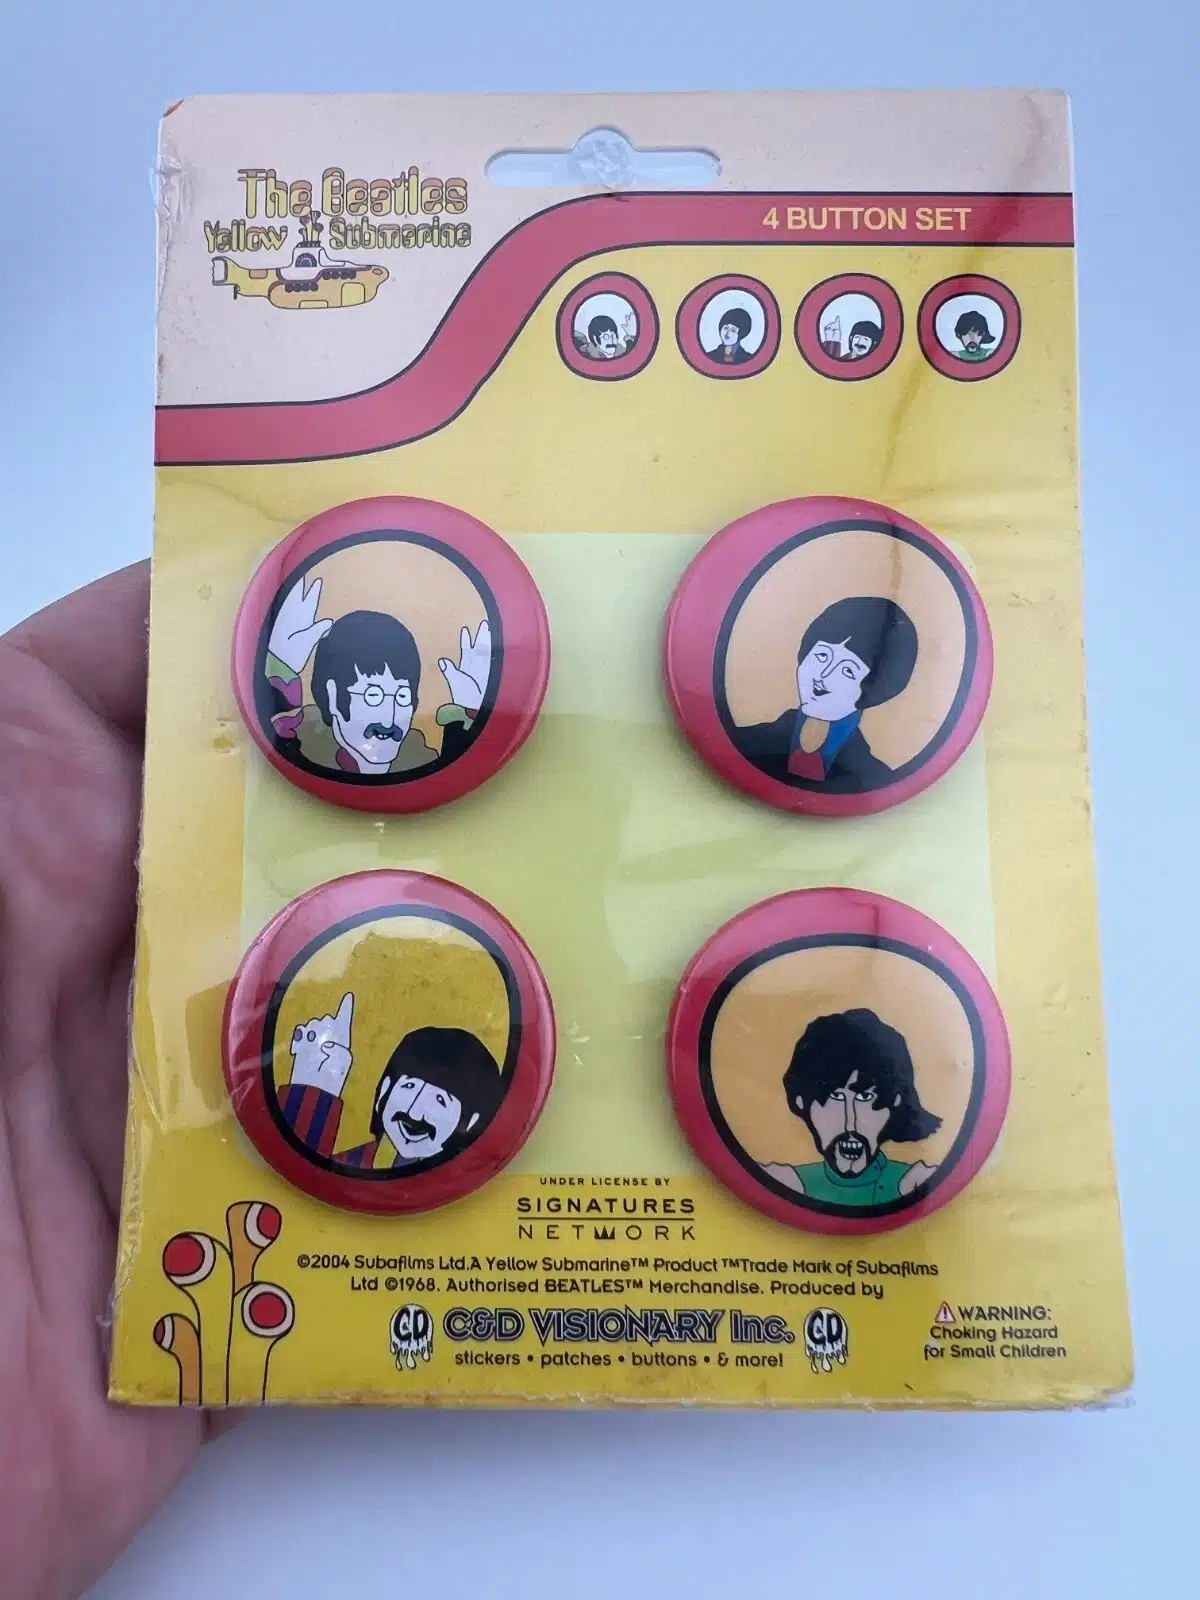 The Beatles
Yellow Submarine
4 BUTTON SET
UNDER LICENSE BY
SIGNATURES
NETWORK
©2004 Subafilms Ltd.A Yellow Submarine™ Product ™Trade Mark of Subafilms
Ltd ©1968. Authorised BEATLES™ Merchandise. Produced by
CD C&D VISIONARY Inc. CD
stickers • patches • buttons • & more!
WARNING:
Choking Hazard
for Small Children